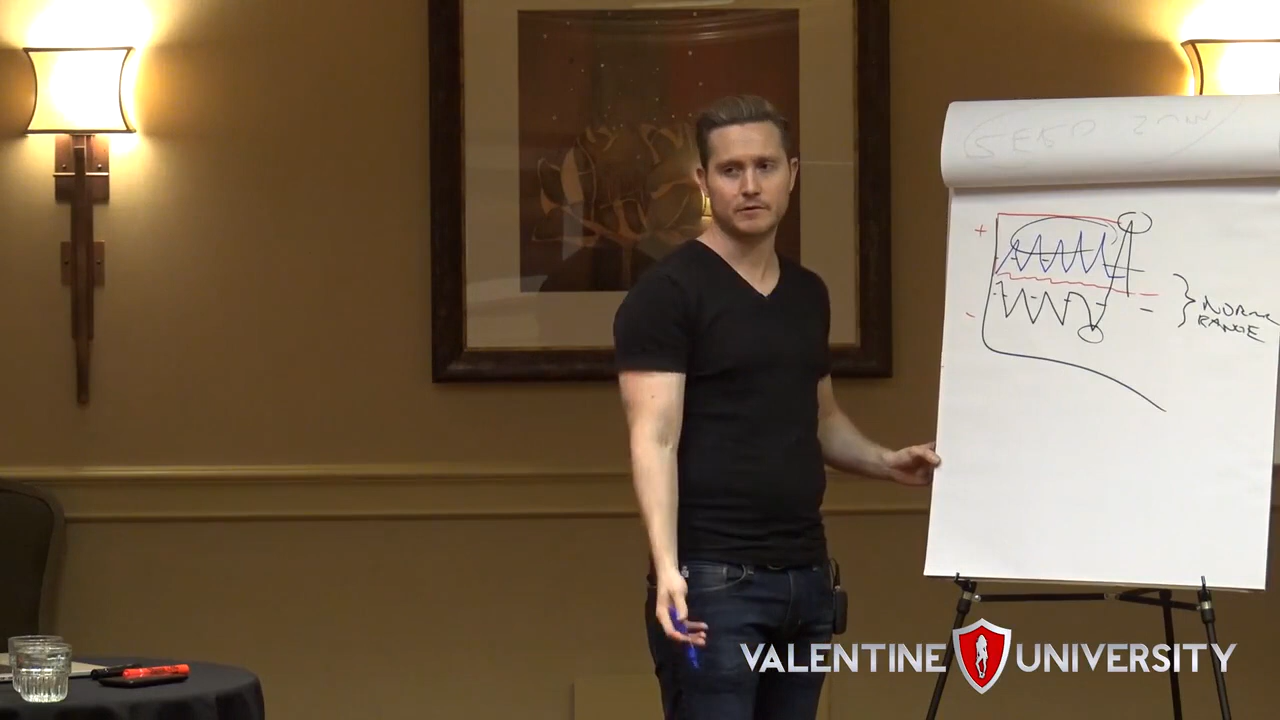 +
-
-
NORMAL
RANGE
VALENTINE UNIVERSITY